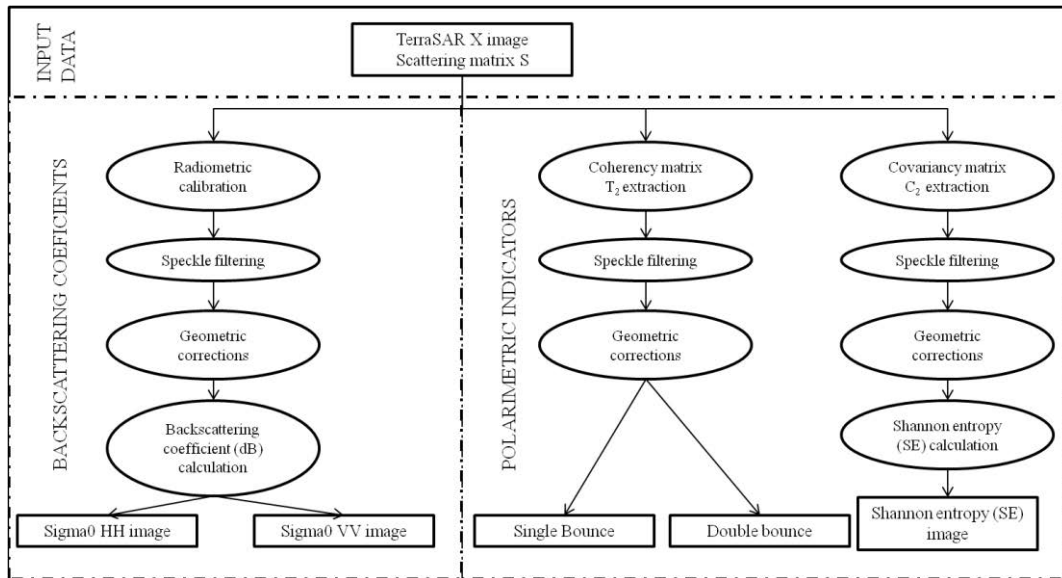 INPUT
DATA
TerraSAR X image
Scattering matrix S
BACKSCATTERING COEFICIENTS
Radiometric
calibration
Speckle filtering
Geometric
corrections
Backscattering
coefficient (dB)
calculation
Sigma0 HH image
Sigma0 VV image
POLARIMETRIC INDICATORS
Coherency matrix
T₂ extraction
Speckle filtering
Geometric
corrections
Single Bounce
Double bounce
Covariancy matrix
C₂ extraction
Speckle filtering
Geometric
corrections
Shannon entropy
(SE) calculation
Shannon entropy (SE)
image